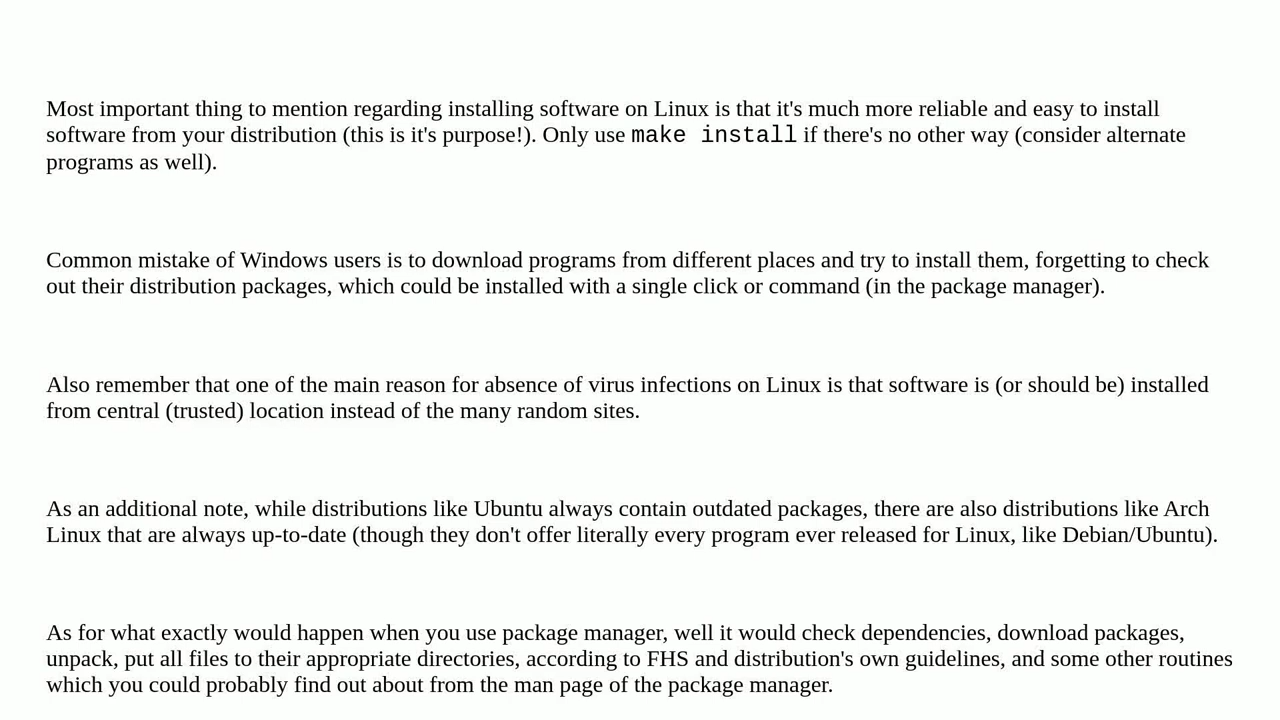 Most important thing to mention regarding installing software on Linux is that it's much more reliable and easy to install
software from your distribution (this is it's purpose!). Only use make install if there's no other way (consider alternate
programs as well).
Common mistake of Windows users is to download programs from different places and try to install them, forgetting to check
out their distribution packages, which could be installed with a single click or command (in the package manager).
Also remember that one of the main reason for absence of virus infections on Linux is that software is (or should be) installed
from central (trusted) location instead of the many random sites.
As an additional note, while distributions like Ubuntu always contain outdated packages, there are also distributions like Arch
Linux that are always up-to-date (though they don't offer literally every program ever released for Linux, like Debian/Ubuntu).
As for what exactly would happen when you use package manager, well it would check dependencies, download packages,
unpack, put all files to their appropriate directories, according to FHS and distribution's own guidelines, and some other routines
which you could probably find out about from the man page of the package manager.